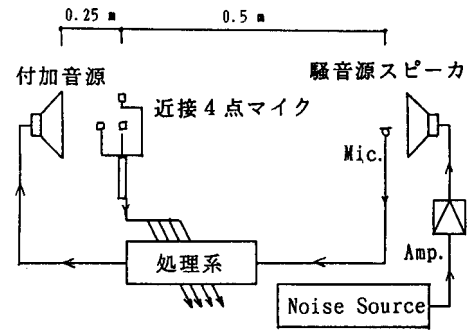 0.25 m
0.5 m
付加音源
近接4点マイク
騒音源スピーカ
Mic.
処理系
Amp.
Noise Source